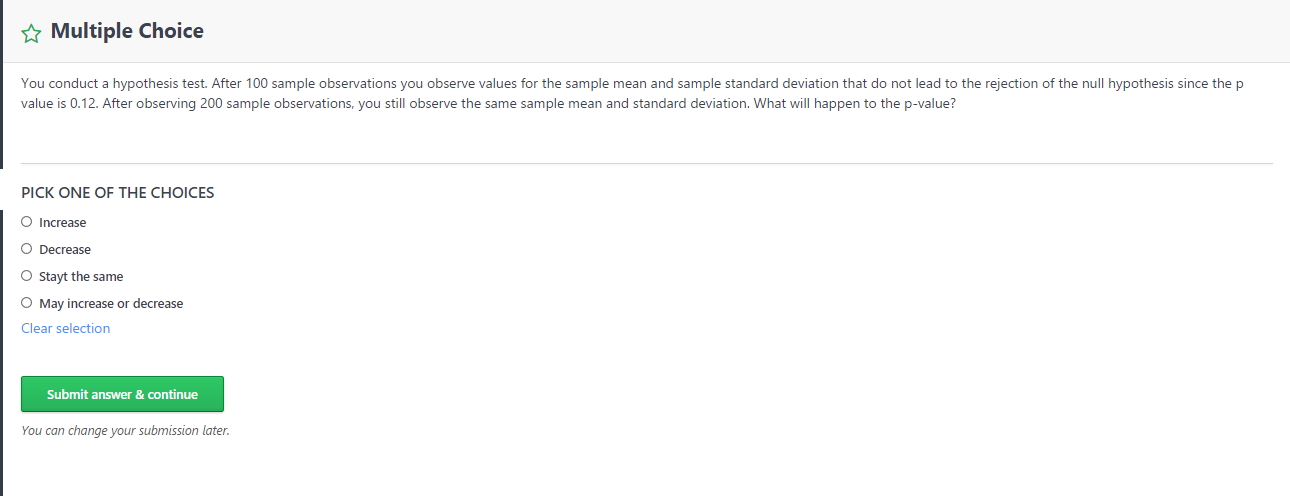 Multiple Choice
You conduct a hypothesis test. After 100 sample observations you observe values for the sample mean and sample standard deviation that do not lead to the rejection of the null hypothesis since the p
value is 0.12. After observing 200 sample observations, you still observe the same sample mean and standard deviation. What will happen to the p-value?
PICK ONE OF THE CHOICES
Increase
Decrease
Stayt the same
May increase or decrease
Clear selection
Submit answer & continue
You can change your submission later.